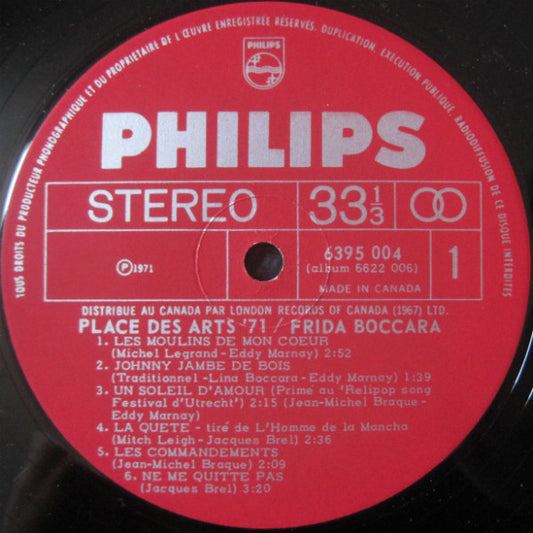 TOUS DROITS DU PRODUCTEUR PHONOGRAPHIQUE ET DU PROPRIETAIRE DE L'ŒUVRE ENREGISTRÉE RÉSERVÉS. DUPLICATION, EXÉCUTION PUBLIQUE, RADIODIFFUSION DE CE DISQUE INTERDITES
PHILIPS
PHILIPS
STEREO 33 1/3
℗1971
6395 004
(album 6622 006)
1
MADE IN CANADA
DISTRIBUE AU CANADA PAR LONDON RECORDS OF CANADA (1967) LTD.
PLACE DES ARTS '71 / FRIDA BOCCARA
1. LES MOULINS DE MON COEUR
(Michel Legrand-Eddy Marnay) 2:52
2. JOHNNY JAMBE DE BOIS
(Traditionnel-Lina Boccara-Eddy Marnay) 1:39
3. UN SOLEIL D'AMOUR (Primé au 'Relipop song
Festival d'Utrecht') 2:15 (Jean-Michel Braque-
Eddy Marnay)
4. LA QUETE - tiré de L'Homme de la Mancha
(Mitch Leigh-Jacques Brel) 2:36
5. LES COMMANDEMENTS
(Jean-Michel Braque) 2:09
6. NE ME QUITTE PAS
(Jacques Brel) 3:20